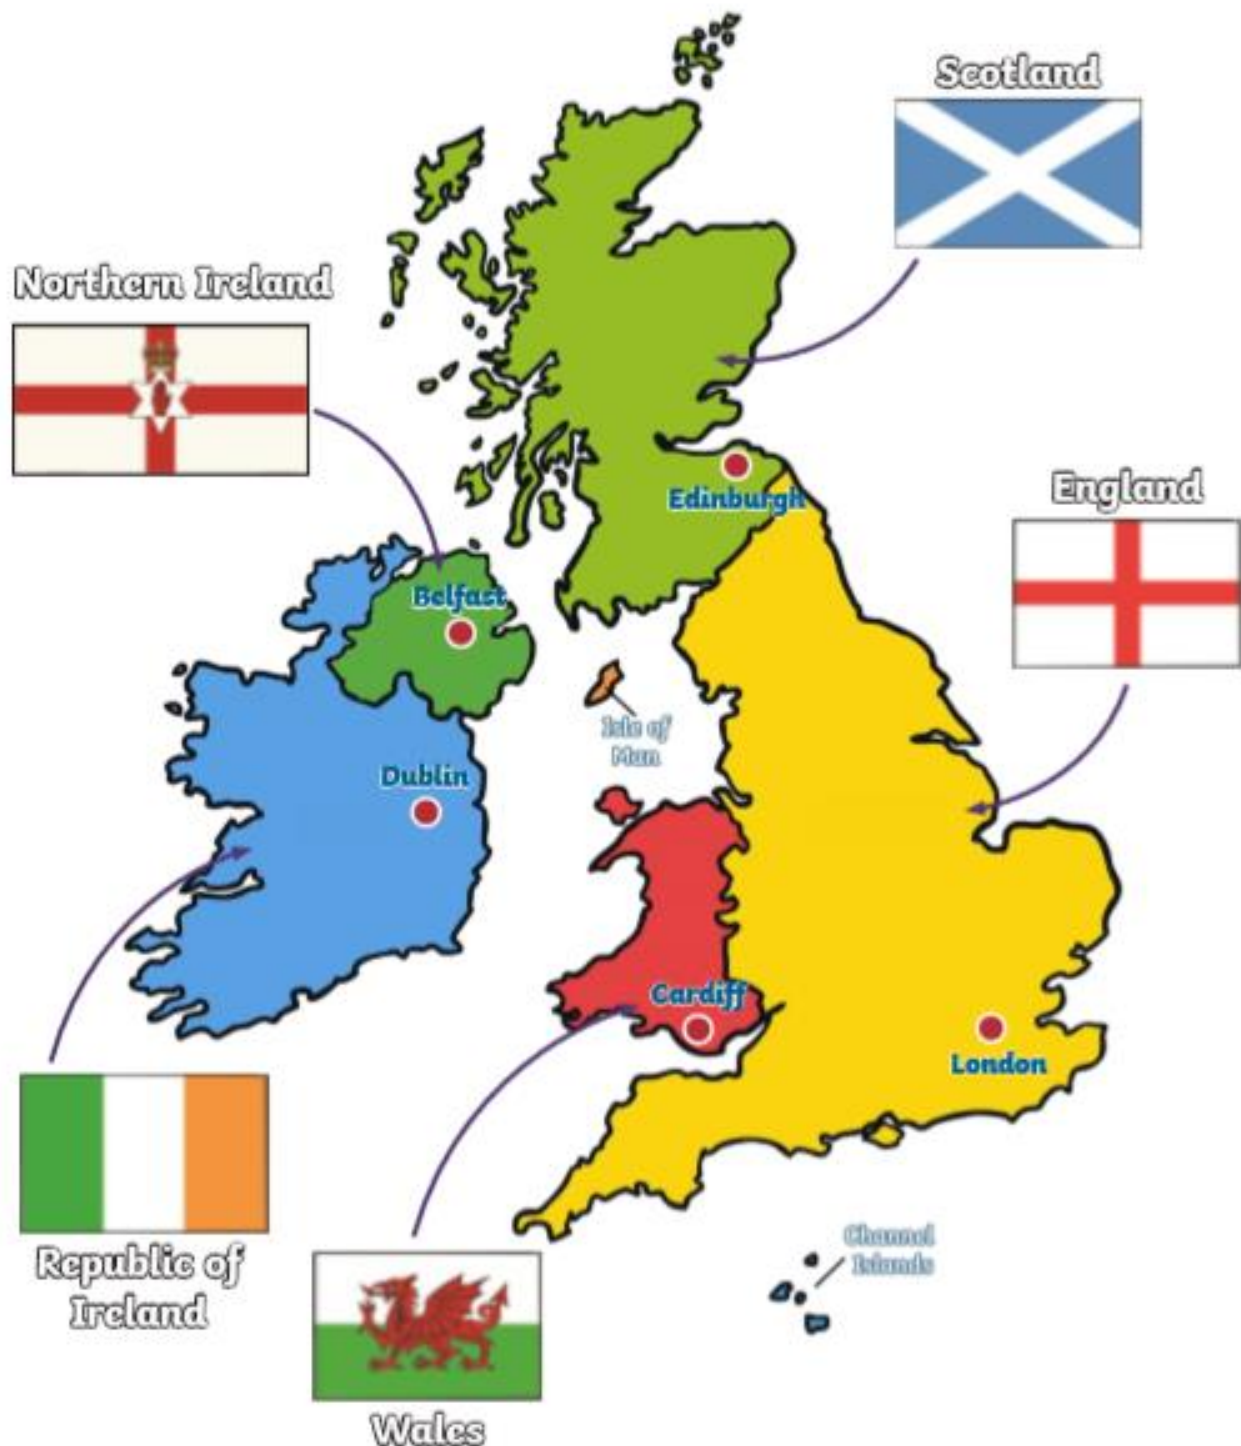 Scotland
Northern Ireland
Edinburgh
England
Belfast
Isle of
Man
Dublin
Cardiff
London
Channel
Islands
Republic of
Ireland
Wales